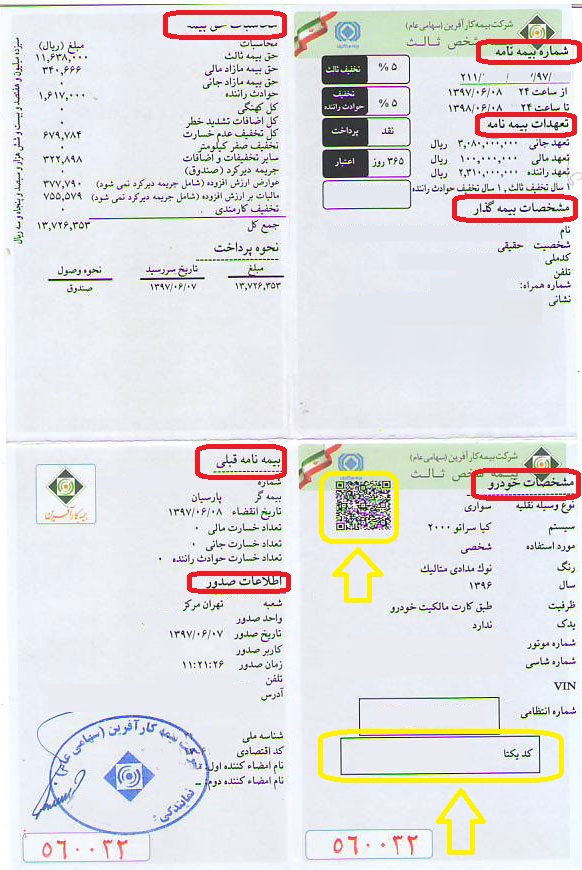 شرکت بیمه کارآفرین (سهامی عام)
شخص ثالث
شماره بیمه نامه
۲۱۱/ / /۹۷/
از ساعت ۲۴ ۱۳۹۷/۰۶/۰۸
تا ساعت ۲۴ ۱۳۹۸/۰۶/۰۸
تعهدات بیمه نامه
تعهد جانی ۳,۰۸۰,۰۰۰,۰۰۰ ریال
تعهد مالی ۱۰۰,۰۰۰,۰۰۰ ریال
تعهد راننده ۲,۳۱۰,۰۰۰,۰۰۰ ریال
۱ سال تخفیف ثالث , ۱ سال تخفیف حوادث راننده
تخفیف ثالث ۵ %
تخفیف حوادث راننده ۵ %
پرداخت نقد
اعتبار ۳۶۵ روز
مشخصات بیمه گذار
نام
شخصیت حقیقی
کدملی
تلفن
شماره همراه:
نشانی
محاسبات حق بیمه
محاسبات مبلغ (ریال)
حق بیمه ثالث ۱۱,۶۳۸,۰۰۰
حق بیمه مازاد مالی ۳۴۰,۶۶۶
حق بیمه مازاد جانی ۰
حوادث راننده ۱,۶۱۷,۰۰۰
کل کهنگی ۰
کل اضافات تشدید خطر ۰
کل تخفیف عدم خسارت ۶۷۹,۷۸۴
تخفیف صفر کیلومتر ۰
سایر تخفیفات و اضافات ۳۲۲,۸۹۸
جریمه دیرکرد (صندوق) ۰
عوارض ارزش افزوده (شامل جریمه دیرکرد نمی شود) ۳۷۷,۷۹۰
مالیات بر ارزش افزوده (شامل جریمه دیرکرد نمی شود) ۷۵۵,۵۷۹
تخفیف کارمندی ۰
جمع کل ۱۳,۷۲۶,۳۵۳
سیزده میلیون و هفتصد و بیست و شش هزار و سیصد و پنجاه و سه ریال
نحوه پرداخت
مبلغ تاریخ سررسید نحوه وصول
۱۳,۷۲۶,۳۵۳ ۱۳۹۷/۰۶/۰۷ صندوق
شرکت بیمه کارآفرین (سهامی عام)
بیمه شخص ثالث
مشخصات خودرو
نوع وسیله نقلیه سواری
سیستم کیا سراتو ۲۰۰۰
مورد استفاده شخصی
رنگ نوك مدادی متالیك
سال ۱۳۹۶
ظرفیت طبق کارت مالکیت خودرو
یدک ندارد
شماره موتور
شماره شاسی
VIN
شماره انتظامی
کد یکتا
۵۶۰۰۳۲
بیمه نامه قبلی
شماره
بیمه گر پارسیان
تاریخ انقضاء ۱۳۹۷/۰۶/۰۸
تعداد خسارت مالی ۰
تعداد خسارت جانی ۰
تعداد خسارت حوادث راننده ۰
بیمه کارآفرین
اطلاعات صدور
شعبه تهران مرکز
واحد صدور
تاریخ صدور ۱۳۹۷/۰۶/۰۷
کاربر صدور
زمان صدور ۱۱:۲۱:۲۶
تلفن
آدرس
شناسه ملی
کد اقتصادی
نام امضاء کننده اول:
نام امضاء کننده دوم:
شرکت بیمه کارآفرین (سهامی عام)
نمایندگی:
۵۶۰۰۳۲